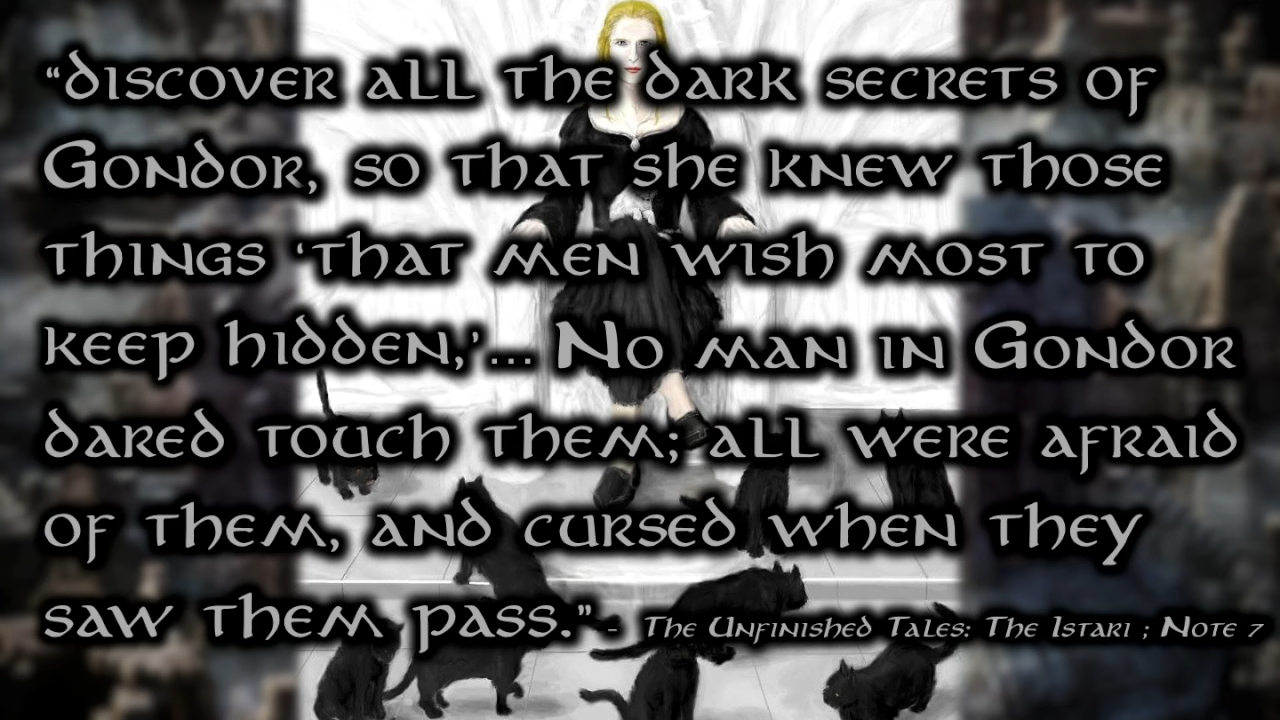 “discover all the dark secrets of
Gondor, so that she knew those
things ‘that men wish most to
keep hidden,’... No man in Gondor
dared touch them; all were afraid
of them, and cursed when they
saw them pass.” - The Unfinished Tales: The Istari ; Note 7